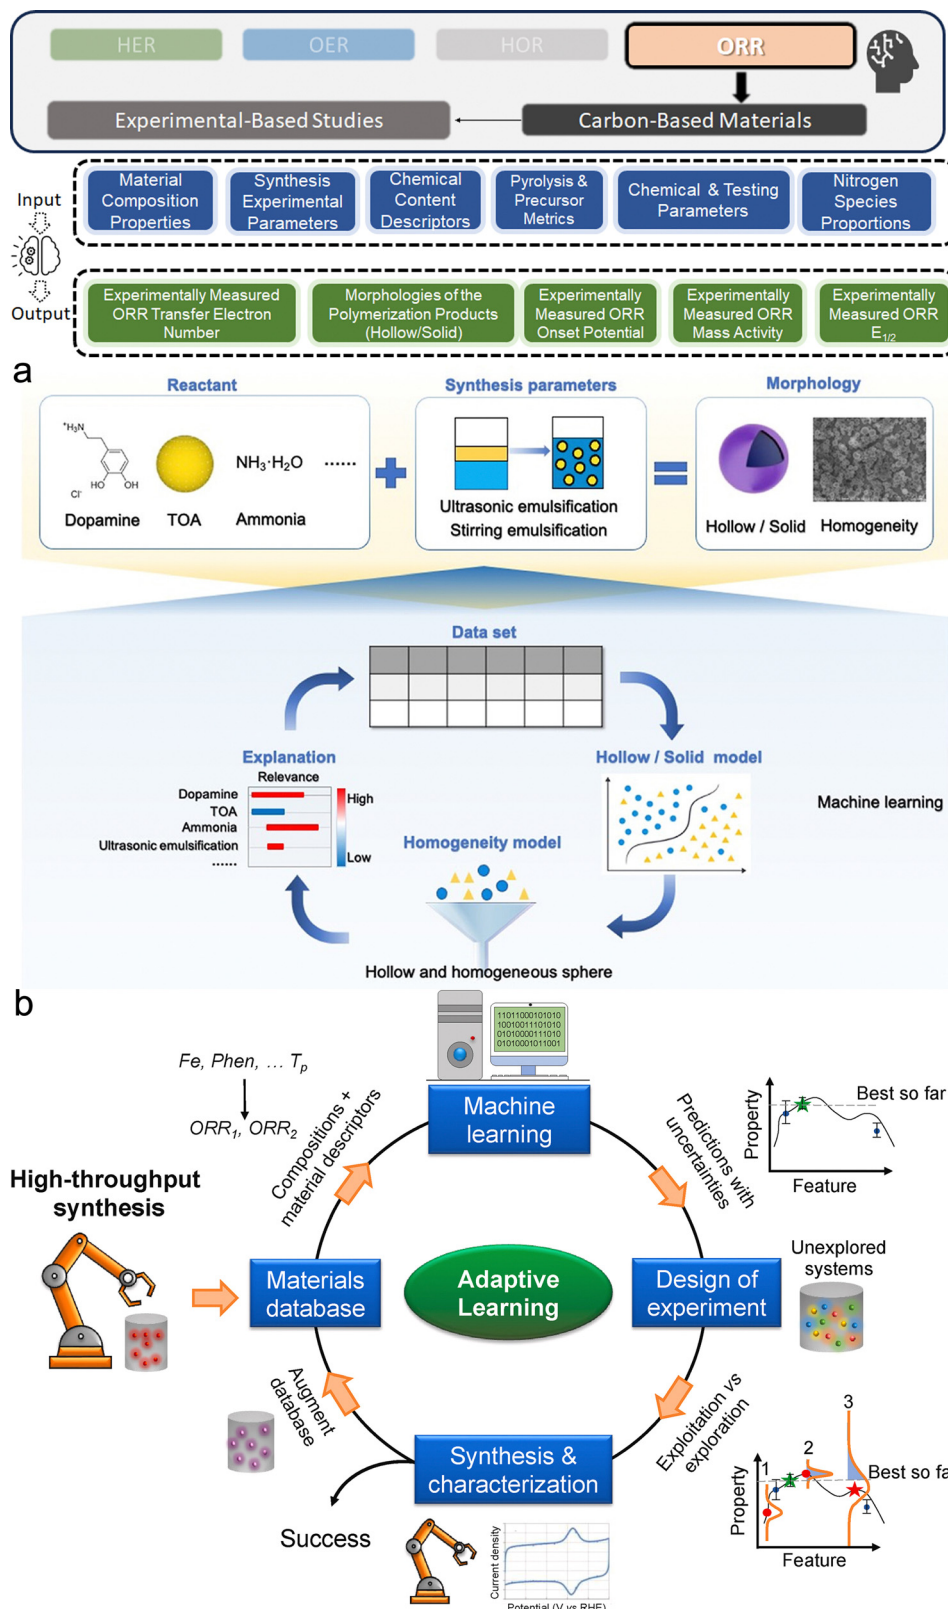 HER
OER
HOR
ORR
Experimental-Based Studies
Carbon-Based Materials
Input
Output
Material
Composition
Properties
Synthesis
Experimental
Parameters
Chemical
Content
Descriptors
Pyrolysis &
Precursor
Metrics
Chemical & Testing
Parameters
Nitrogen
Species
Proportions
Experimentally Measured
ORR Transfer Electron
Number
Morphologies of the
Polymerization Products
(Hollow/Solid)
Experimentally
Measured ORR
Onset Potential
Experimentally
Measured ORR
Mass Activity
Experimentally
Measured ORR
E1/2
a
Reactant
Synthesis parameters
Morphology
+H3N
HO
OH
Cl-
Dopamine
TOA
NH3·H2O
Ammonia
......
Ultrasonic emulsification
Stirring emulsification
Hollow / Solid
Homogeneity
Data set
Explanation
Relevance
Dopamine
TOA
Ammonia
Ultrasonic emulsification
......
High
Low
Hollow / Solid model
Machine learning
Homogeneity model
Hollow and homogeneous sphere
b
11011000101010
10010011101010
01010000111010
01010001011001
Fe, Phen, ... Tp
ORR1, ORR2
Compositions +
material descriptors
Machine
learning
Predictions with
uncertainties
Best so far
Property
Feature
High-throughput
synthesis
Materials
database
Adaptive
Learning
Design of
experiment
Unexplored
systems
Augment
database
Synthesis &
characterization
Exploitation vs
exploration
Success
Current density
Potential (V vs RHE)
1
2
3
Best so fa
Property
Feature